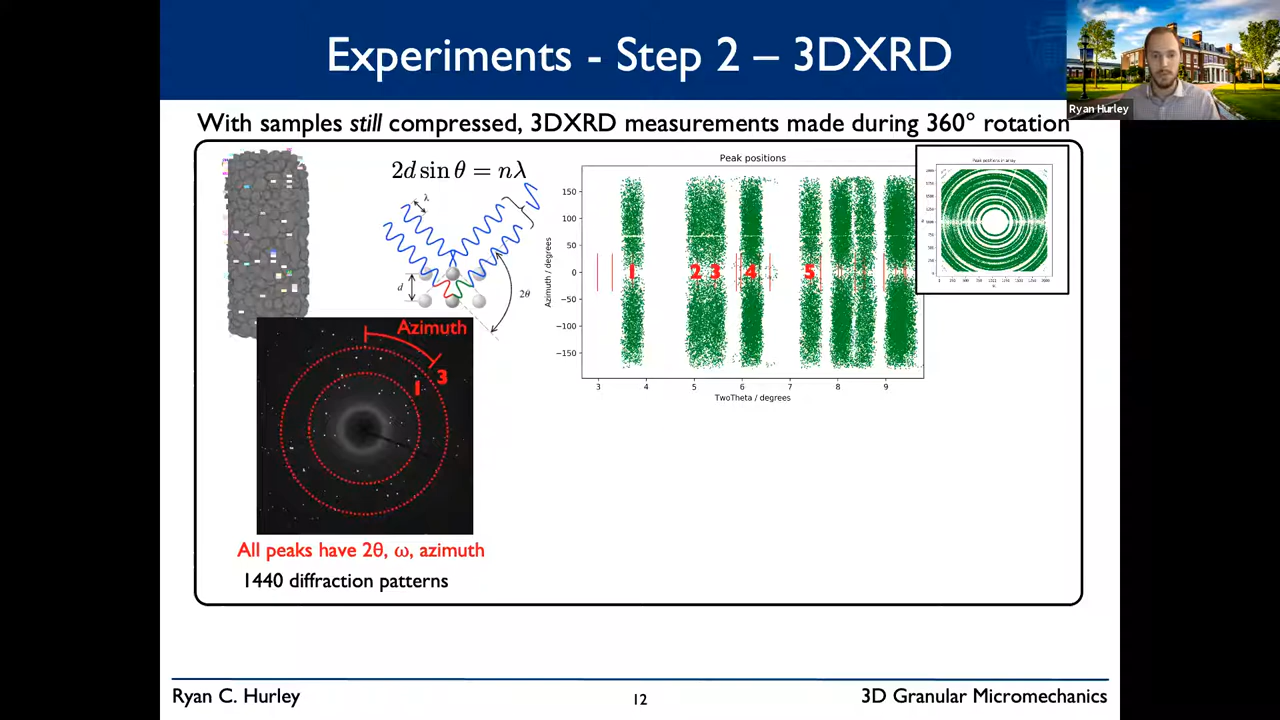 Experiments - Step 2 – 3DXRD
Ryan Hurley
With samples still compressed, 3DXRD measurements made during 360° rotation
2d sin θ = nλ
λ
d
2θ
Peak positions
Azimuth / degrees
150
100
50
0
−50
−100
−150
1 2 3 4 5
3 4 5 6 7 8 9
TwoTheta / degrees
Azimuth
1
3
All peaks have 2θ, ω, azimuth
1440 diffraction patterns
Ryan C. Hurley
12
3D Granular Micromechanics